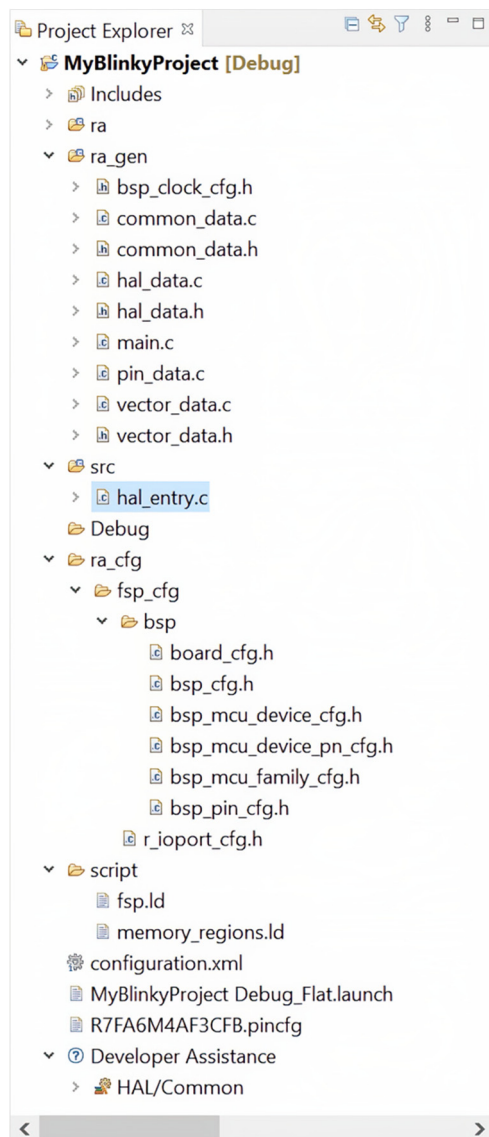 Project Explorer
MyBlinkyProject [Debug]
Includes
ra
ra_gen
bsp_clock_cfg.h
common_data.c
common_data.h
hal_data.c
hal_data.h
main.c
pin_data.c
vector_data.c
vector_data.h
src
hal_entry.c
Debug
ra_cfg
fsp_cfg
bsp
board_cfg.h
bsp_cfg.h
bsp_mcu_device_cfg.h
bsp_mcu_device_pn_cfg.h
bsp_mcu_family_cfg.h
bsp_pin_cfg.h
r_ioport_cfg.h
script
fsp.ld
memory_regions.ld
configuration.xml
MyBlinkyProject Debug_Flat.launch
R7FA6M4AF3CFB.pincfg
Developer Assistance
HAL/Common